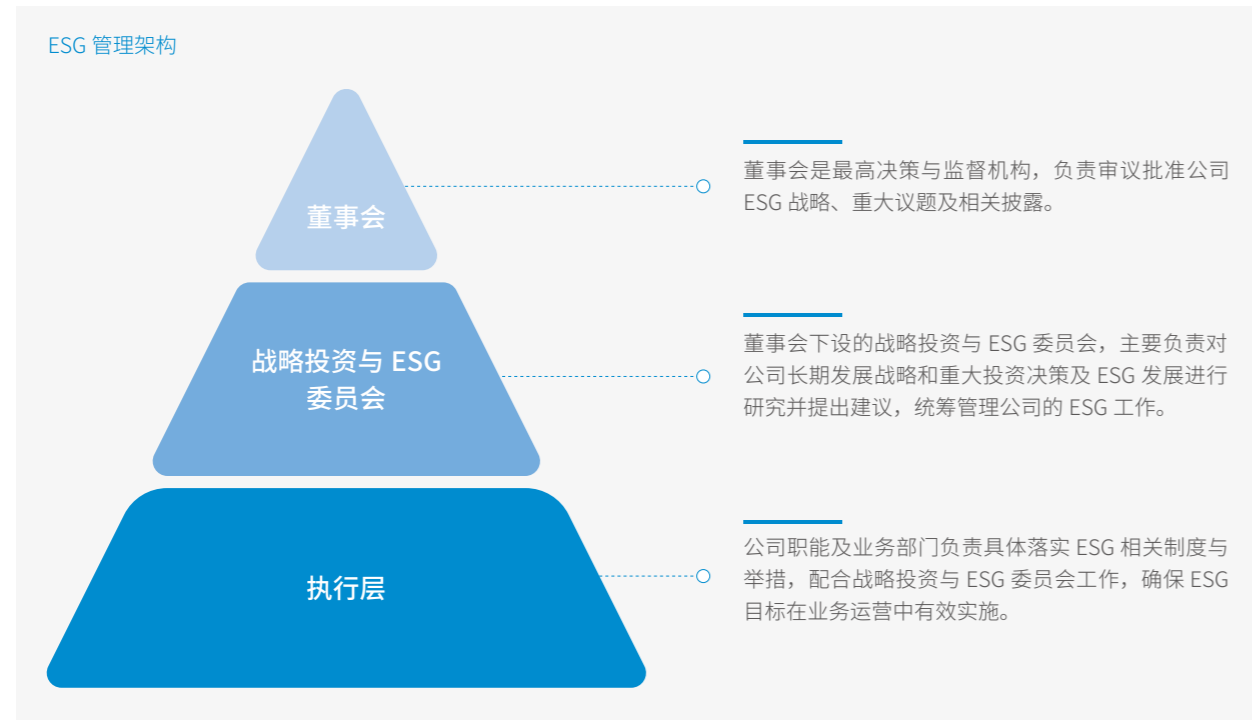 ESG 管理架构
董事会
董事会是最高决策与监督机构，负责审议批准公司
ESG 战略、重大议题及相关披露。
战略投资与 ESG
委员会
董事会下设的战略投资与 ESG 委员会，主要负责对
公司长期发展战略和重大投资决策及 ESG 发展进行
研究并提出建议，统筹管理公司的 ESG 工作。
执行层
公司职能及业务部门负责具体落实 ESG 相关制度与
举措，配合战略投资与 ESG 委员会工作，确保 ESG
目标在业务运营中有效实施。